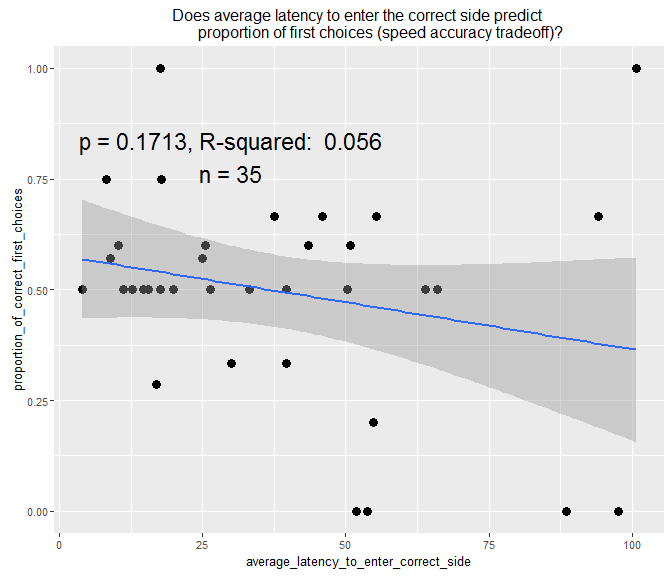 Does average latency to enter the correct side predict
proportion of first choices (speed accuracy tradeoff)?
1.00
p = 0.1713, R-squared:  0.056
n = 35
0.75
0.50
0.25
0.00
proportion_of_correct_first_choices
0 25 50 75 100
average_latency_to_enter_correct_side